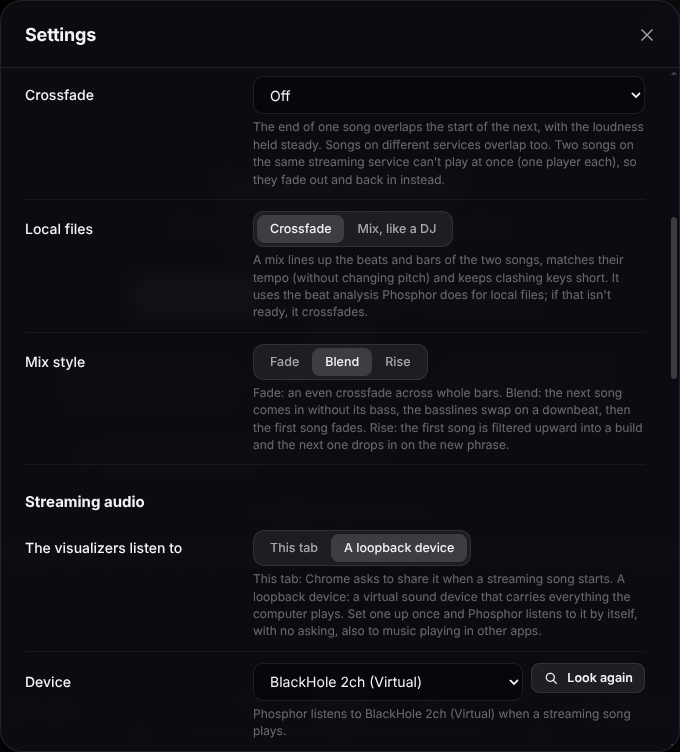 Settings
Crossfade
Off
The end of one song overlaps the start of the next, with the loudness
held steady. Songs on different services overlap too. Two songs on
the same streaming service can't play at once (one player each), so
they fade out and back in instead.
Local files
Crossfade
Mix, like a DJ
A mix lines up the beats and bars of the two songs, matches their
tempo (without changing pitch) and keeps clashing keys short. It
uses the beat analysis Phosphor does for local files; if that isn't
ready, it crossfades.
Mix style
Fade
Blend
Rise
Fade: an even crossfade across whole bars. Blend: the next song
comes in without its bass, the basslines swap on a downbeat, then
the first song fades. Rise: the first song is filtered upward into a build
and the next one drops in on the new phrase.
Streaming audio
The visualizers listen to
This tab
A loopback device
This tab: Chrome asks to share it when a streaming song starts. A
loopback device: a virtual sound device that carries everything the
computer plays. Set one up once and Phosphor listens to it by itself,
with no asking, also to music playing in other apps.
Device
BlackHole 2ch (Virtual)
Look again
Phosphor listens to BlackHole 2ch (Virtual) when a streaming song
plays.